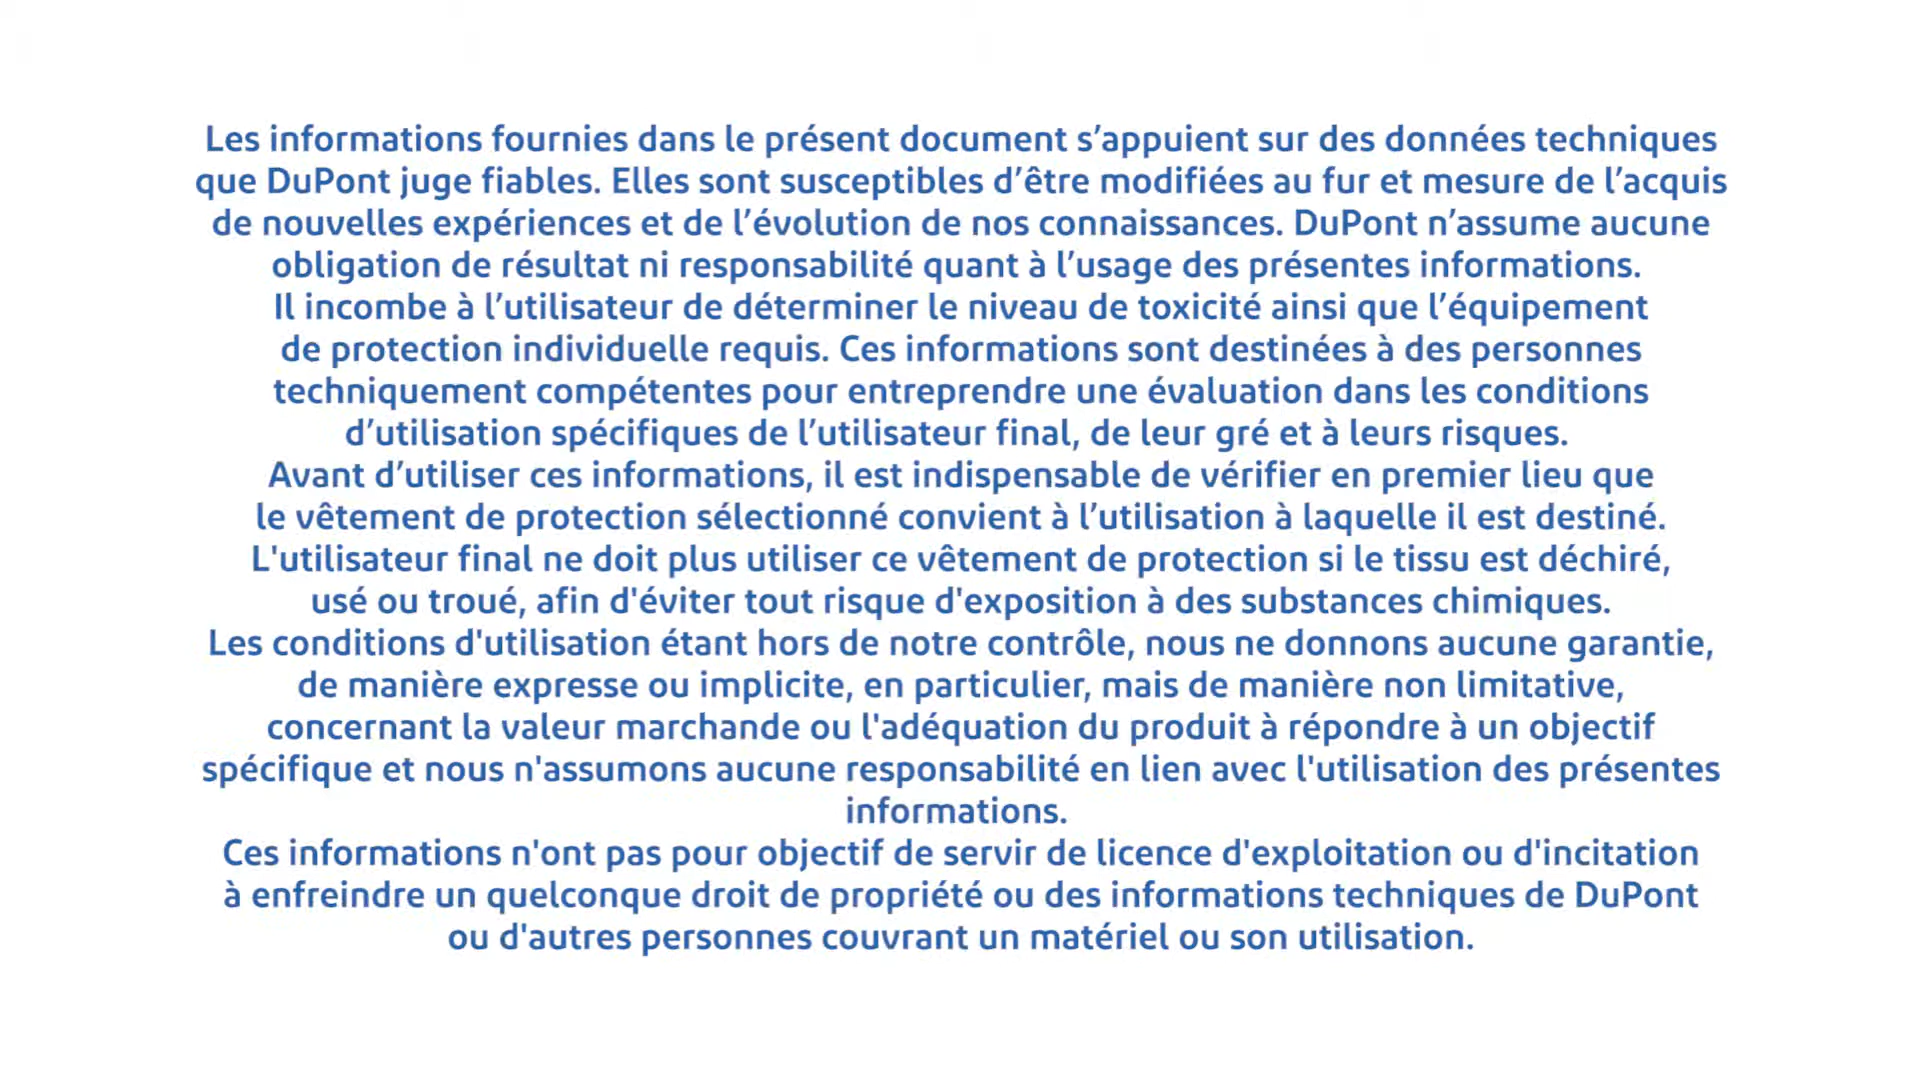 Les informations fournies dans le présent document s’appuient sur des données techniques
que DuPont juge fiables. Elles sont susceptibles d’être modifiées au fur et mesure de l’acquis
de nouvelles expériences et de l’évolution de nos connaissances. DuPont n’assume aucune
obligation de résultat ni responsabilité quant à l’usage des présentes informations.
Il incombe à l’utilisateur de déterminer le niveau de toxicité ainsi que l’équipement
de protection individuelle requis. Ces informations sont destinées à des personnes
techniquement compétentes pour entreprendre une évaluation dans les conditions
d’utilisation spécifiques de l’utilisateur final, de leur gré et à leurs risques.
Avant d’utiliser ces informations, il est indispensable de vérifier en premier lieu que
le vêtement de protection sélectionné convient à l’utilisation à laquelle il est destiné.
L'utilisateur final ne doit plus utiliser ce vêtement de protection si le tissu est déchiré,
usé ou troué, afin d'éviter tout risque d'exposition à des substances chimiques.
Les conditions d'utilisation étant hors de notre contrôle, nous ne donnons aucune garantie,
de manière expresse ou implicite, en particulier, mais de manière non limitative,
concernant la valeur marchande ou l'adéquation du produit à répondre à un objectif
spécifique et nous n'assumons aucune responsabilité en lien avec l'utilisation des présentes
informations.
Ces informations n'ont pas pour objectif de servir de licence d'exploitation ou d'incitation
à enfreindre un quelconque droit de propriété ou des informations techniques de DuPont
ou d'autres personnes couvrant un matériel ou son utilisation.